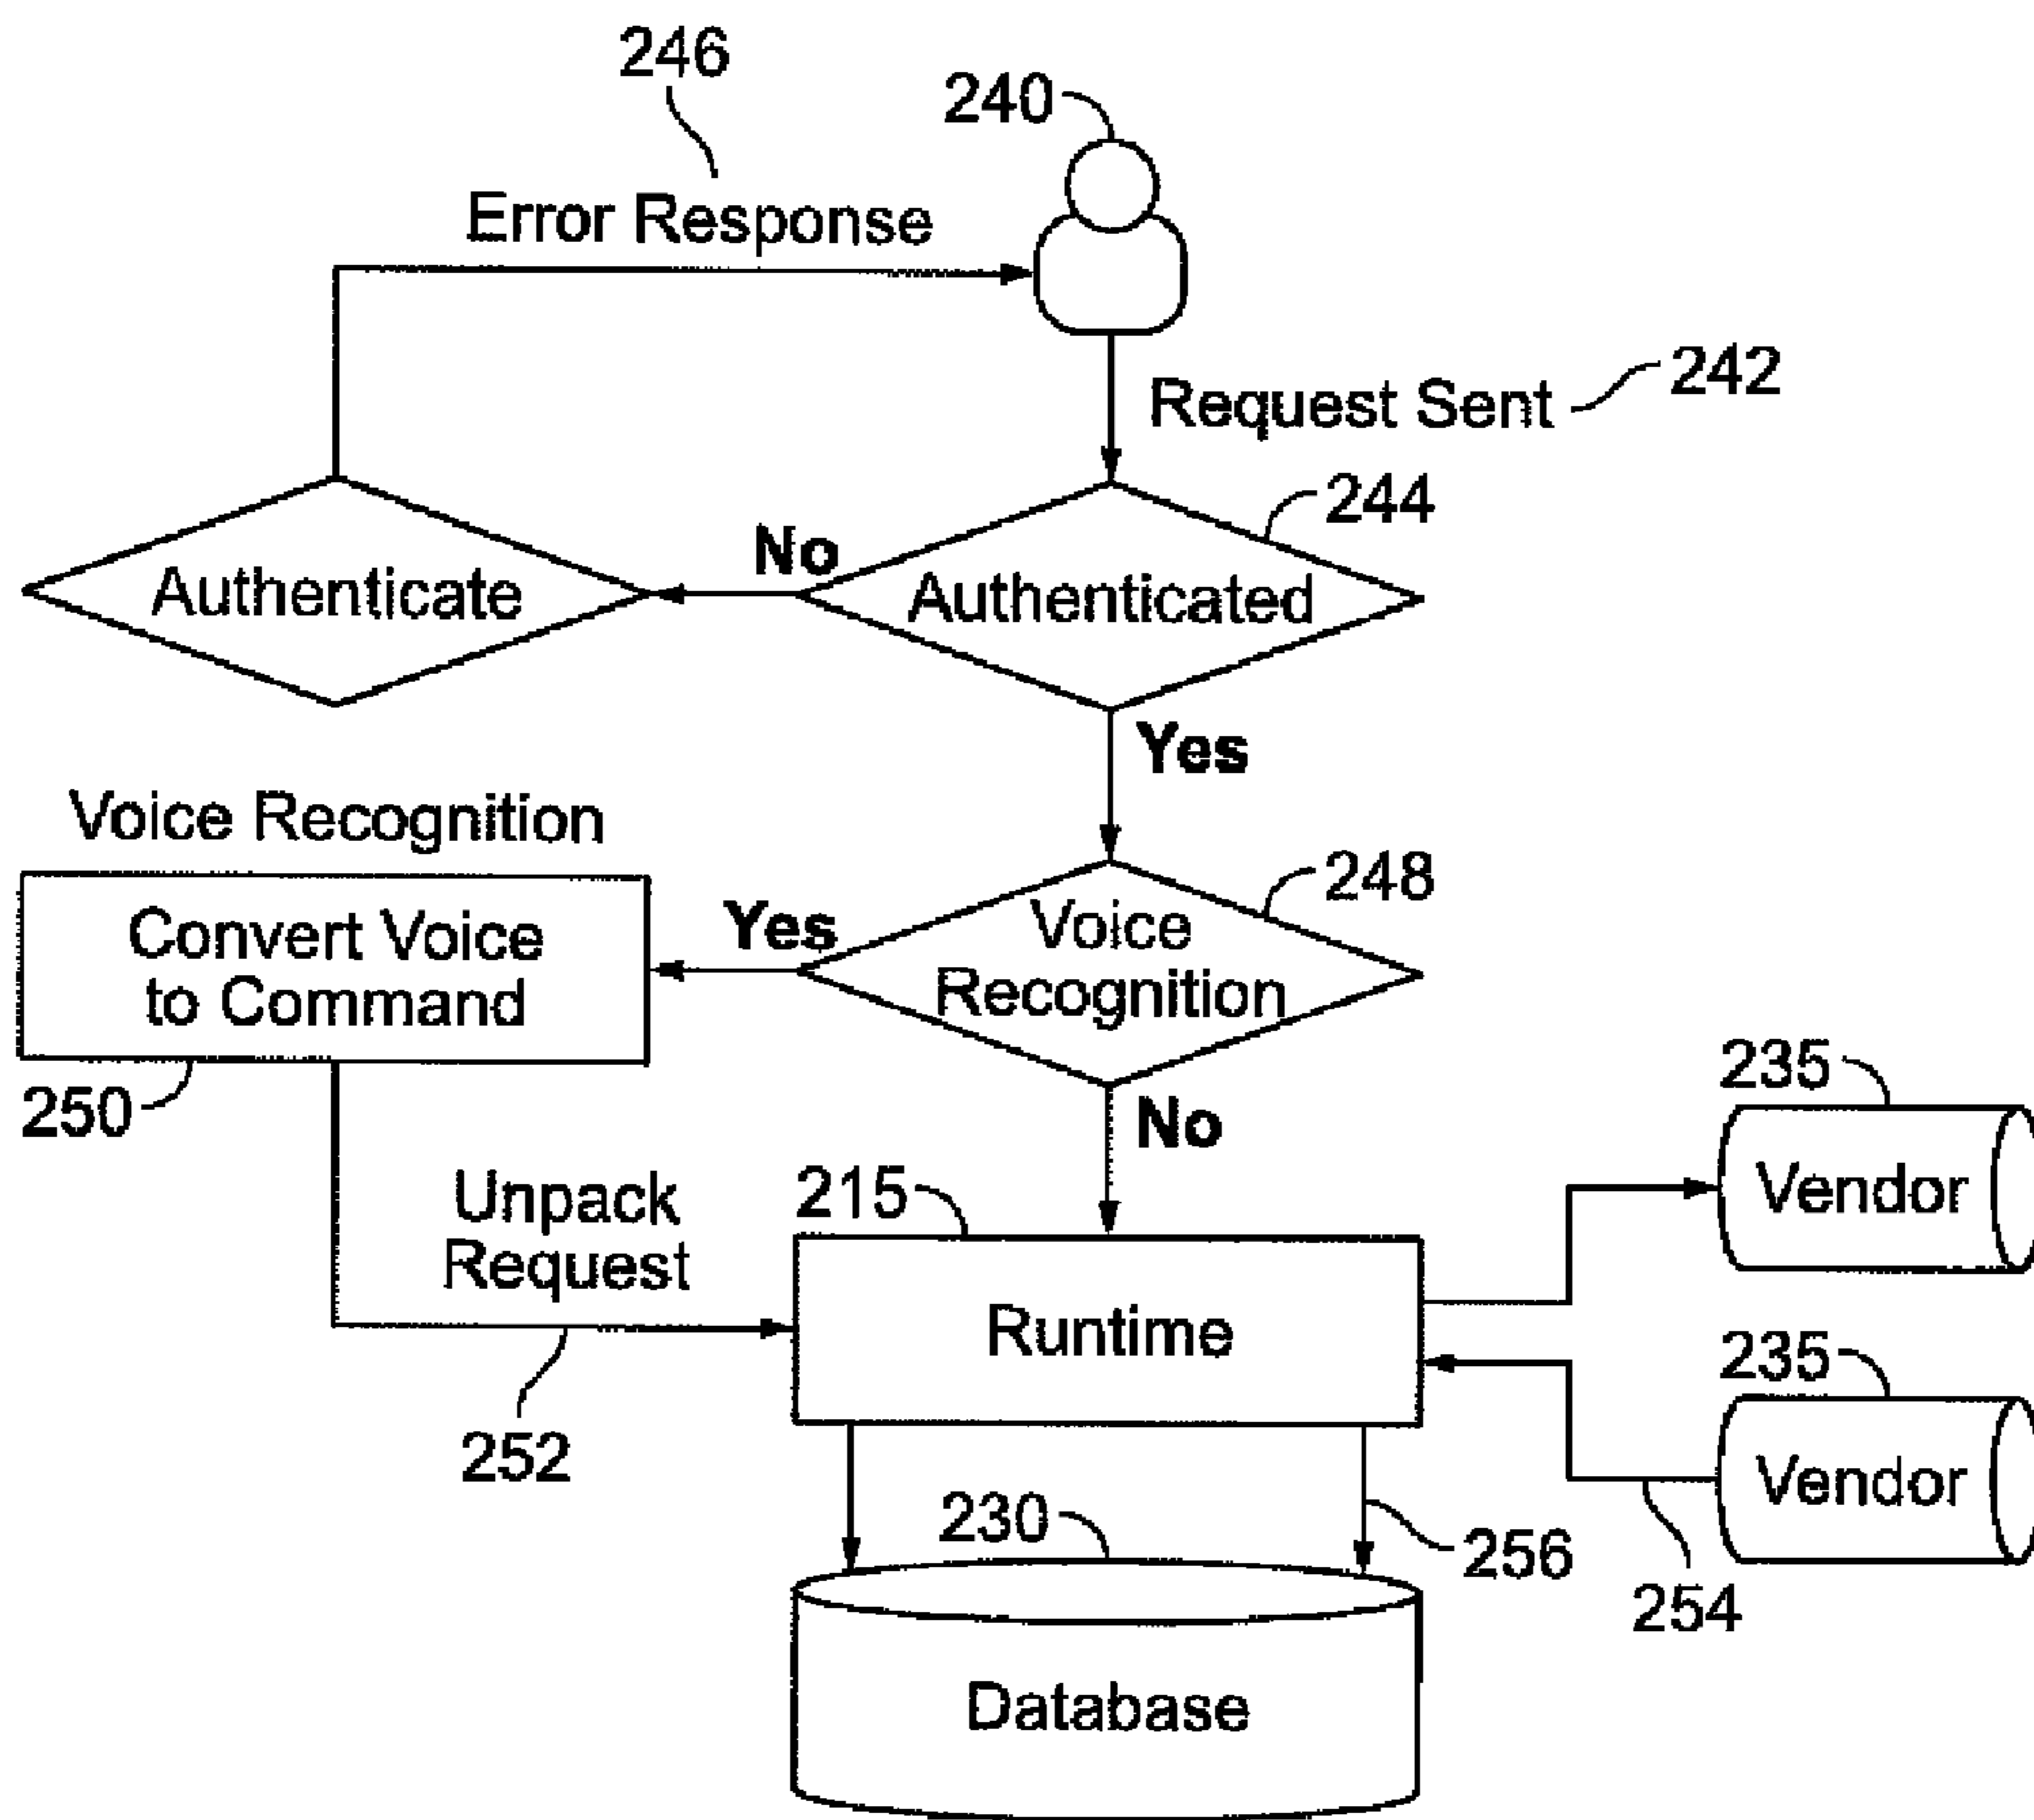 246
240
Error Response
Request Sent
242
244
No
Authenticate
Authenticated
Yes
Voice Recognition
248
Yes
Voice
Recognition
Convert Voice
to Command
250
No
235
Vendor
Unpack
Request
215
Runtime
252
235
Vendor
230
256
254
Database